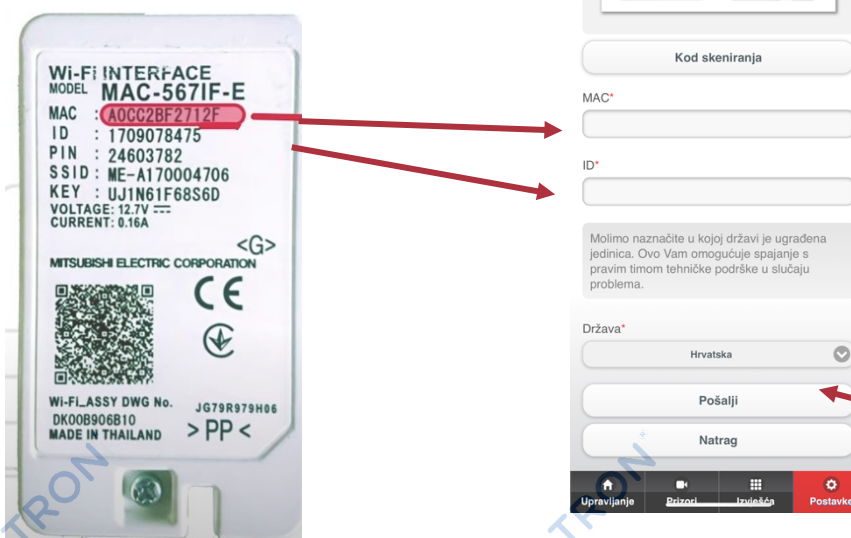 Wi-Fi INTERFACE
MODEL MAC-567IF-E
MAC : A0CC2BF2712F
ID : 1709078475
PIN : 24603782
SSID : ME-A170004706
KEY : UJ1N61F68S6D
VOLTAGE: 12.7V
CURRENT: 0.16A
<G>
MITSUBISHI ELECTRIC CORPORATION
CE
Wi-Fi_ASSY DWG No. JG79R979H06
DK00B906B10
MADE IN THAILAND >PP<
TRON
Kod skeniranja
MAC*
ID*
Molimo naznačite u kojoj državi je ugrađena
jedinica. Ovo Vam omogućuje spajanje s
pravim timom tehničke podrške u slučaju
problema.
Država*
Hrvatska
Pošalji
Natrag
Upravljanje Prizori Izvješća Postavke
TRON